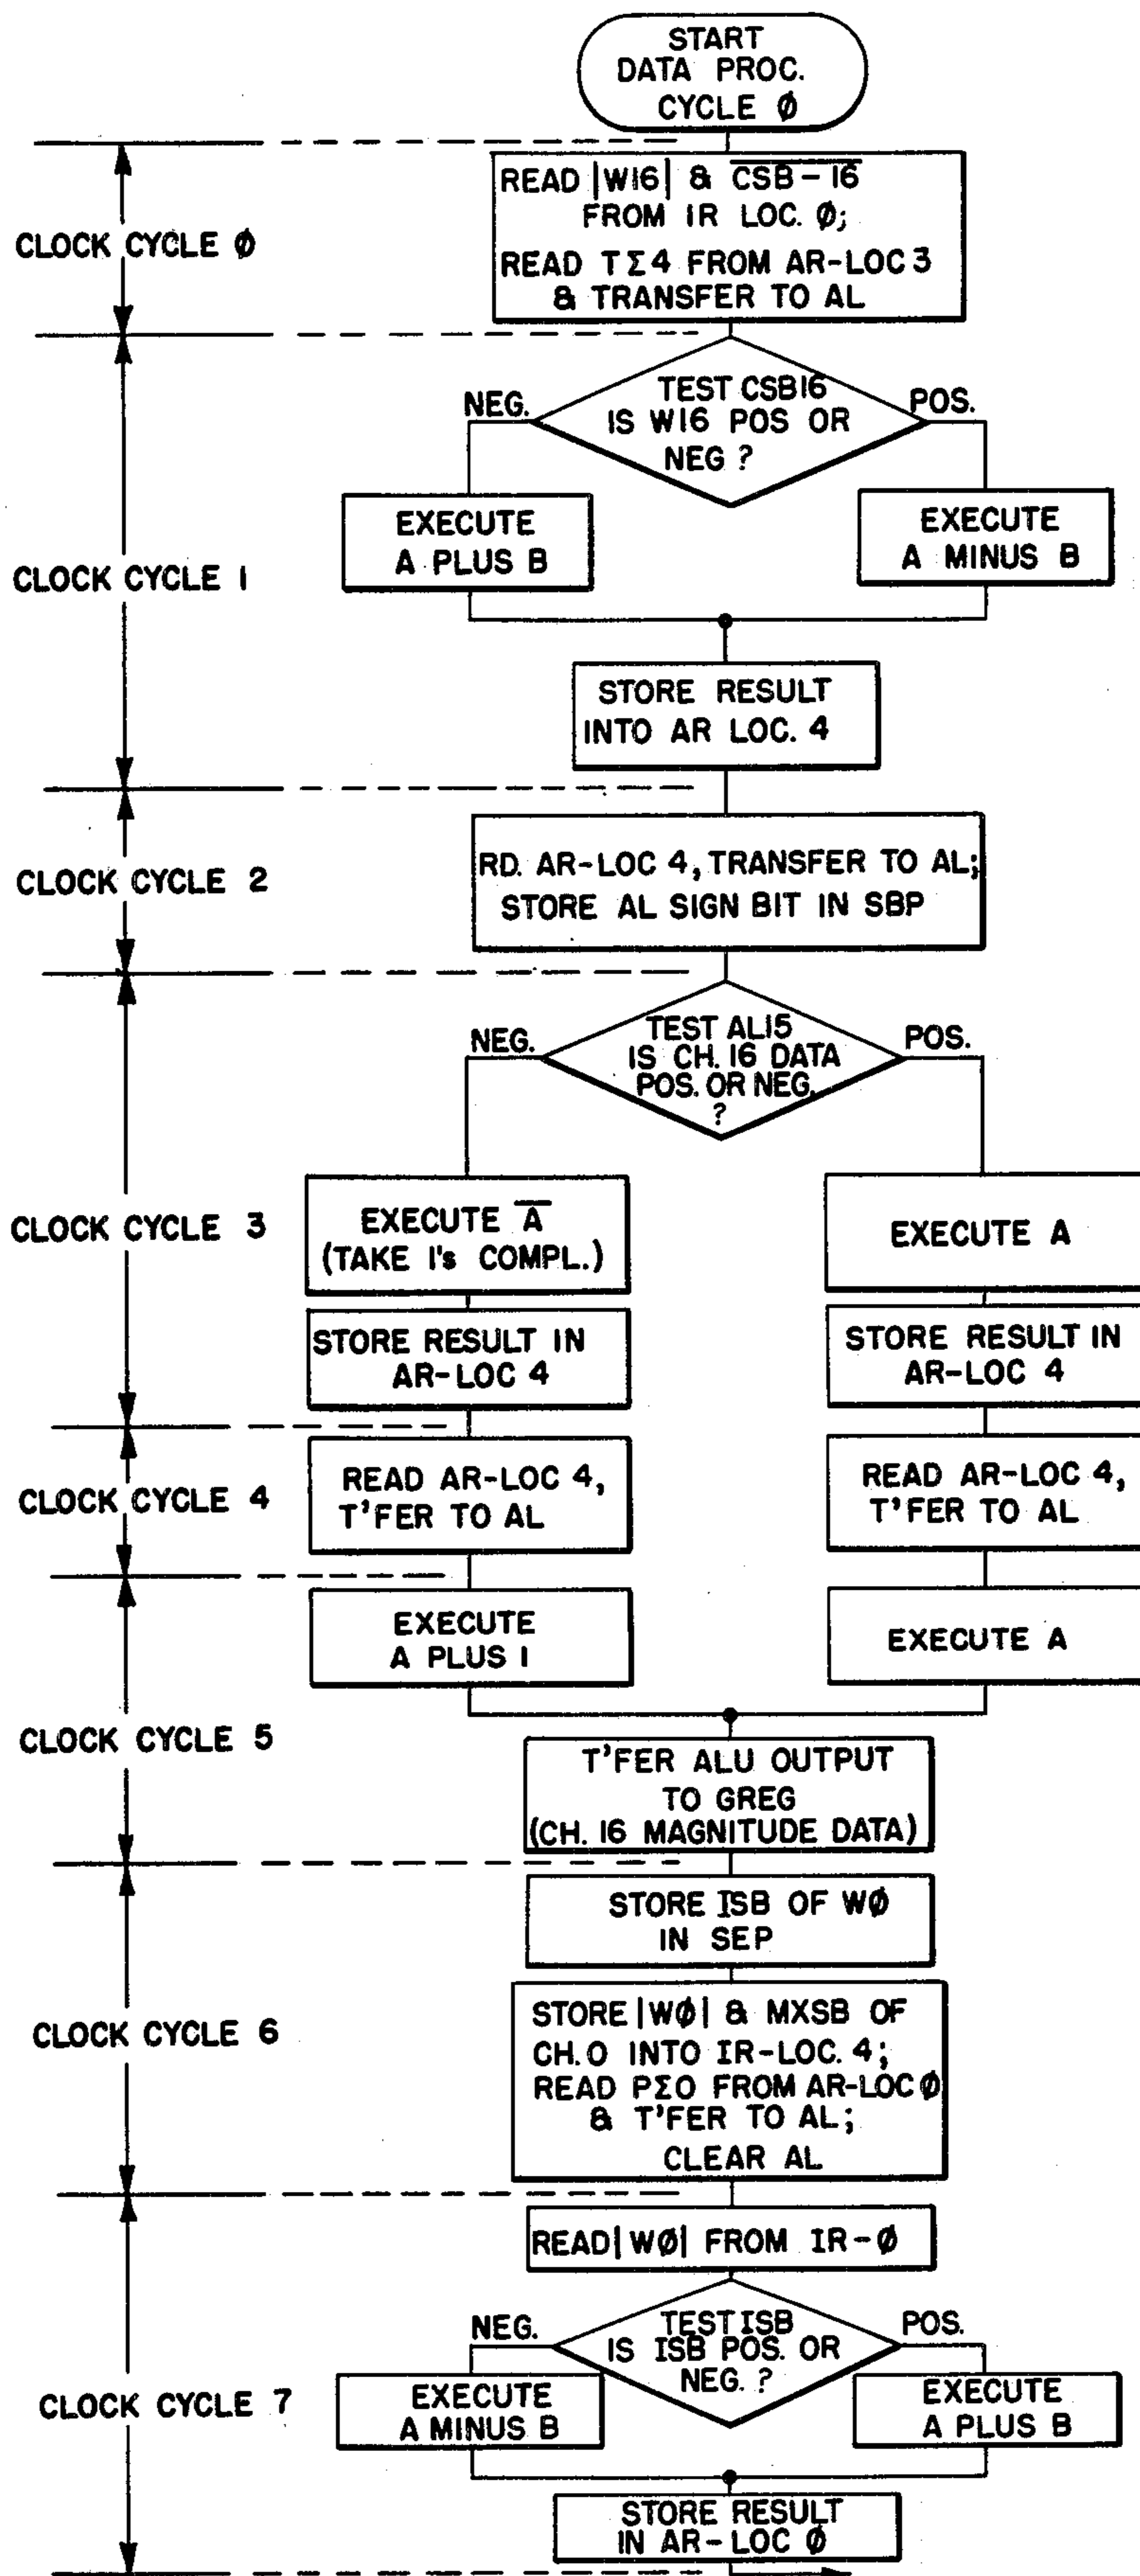 START
DATA PROC.
CYCLE Ø
READ |W16| & C̅S̅B̅-̅1̅6̅
FROM IR LOC. Ø;
READ TΣ4 FROM AR-LOC 3
& TRANSFER TO AL
CLOCK CYCLE Ø
TEST CSB16
IS W16 POS OR
NEG ?
NEG.
POS.
EXECUTE
A PLUS B
EXECUTE
A MINUS B
CLOCK CYCLE 1
STORE RESULT
INTO AR LOC. 4
RD. AR-LOC 4, TRANSFER TO AL;
STORE AL SIGN BIT IN SBP
CLOCK CYCLE 2
TEST AL15
IS CH. 16 DATA
POS. OR NEG.
?
NEG.
POS.
EXECUTE A̅
(TAKE 1's COMPL.)
EXECUTE A
CLOCK CYCLE 3
STORE RESULT IN
AR-LOC 4
STORE RESULT IN
AR-LOC 4
CLOCK CYCLE 4
READ AR-LOC 4,
T'FER TO AL
READ AR-LOC 4,
T'FER TO AL
EXECUTE
A PLUS 1
EXECUTE A
CLOCK CYCLE 5
T'FER ALU OUTPUT
TO GREG
(CH. 16 MAGNITUDE DATA)
STORE ISB OF WØ
IN SEP
CLOCK CYCLE 6
STORE |WØ| & MXSB OF
CH.O INTO IR-LOC. 4;
READ PΣO FROM AR-LOC Ø
& T'FER TO AL;
CLEAR AL
READ |WØ| FROM IR-Ø
NEG.
POS.
TEST ISB
IS ISB POS. OR
NEG. ?
CLOCK CYCLE 7
EXECUTE
A MINUS B
EXECUTE
A PLUS B
STORE RESULT
IN AR-LOC Ø